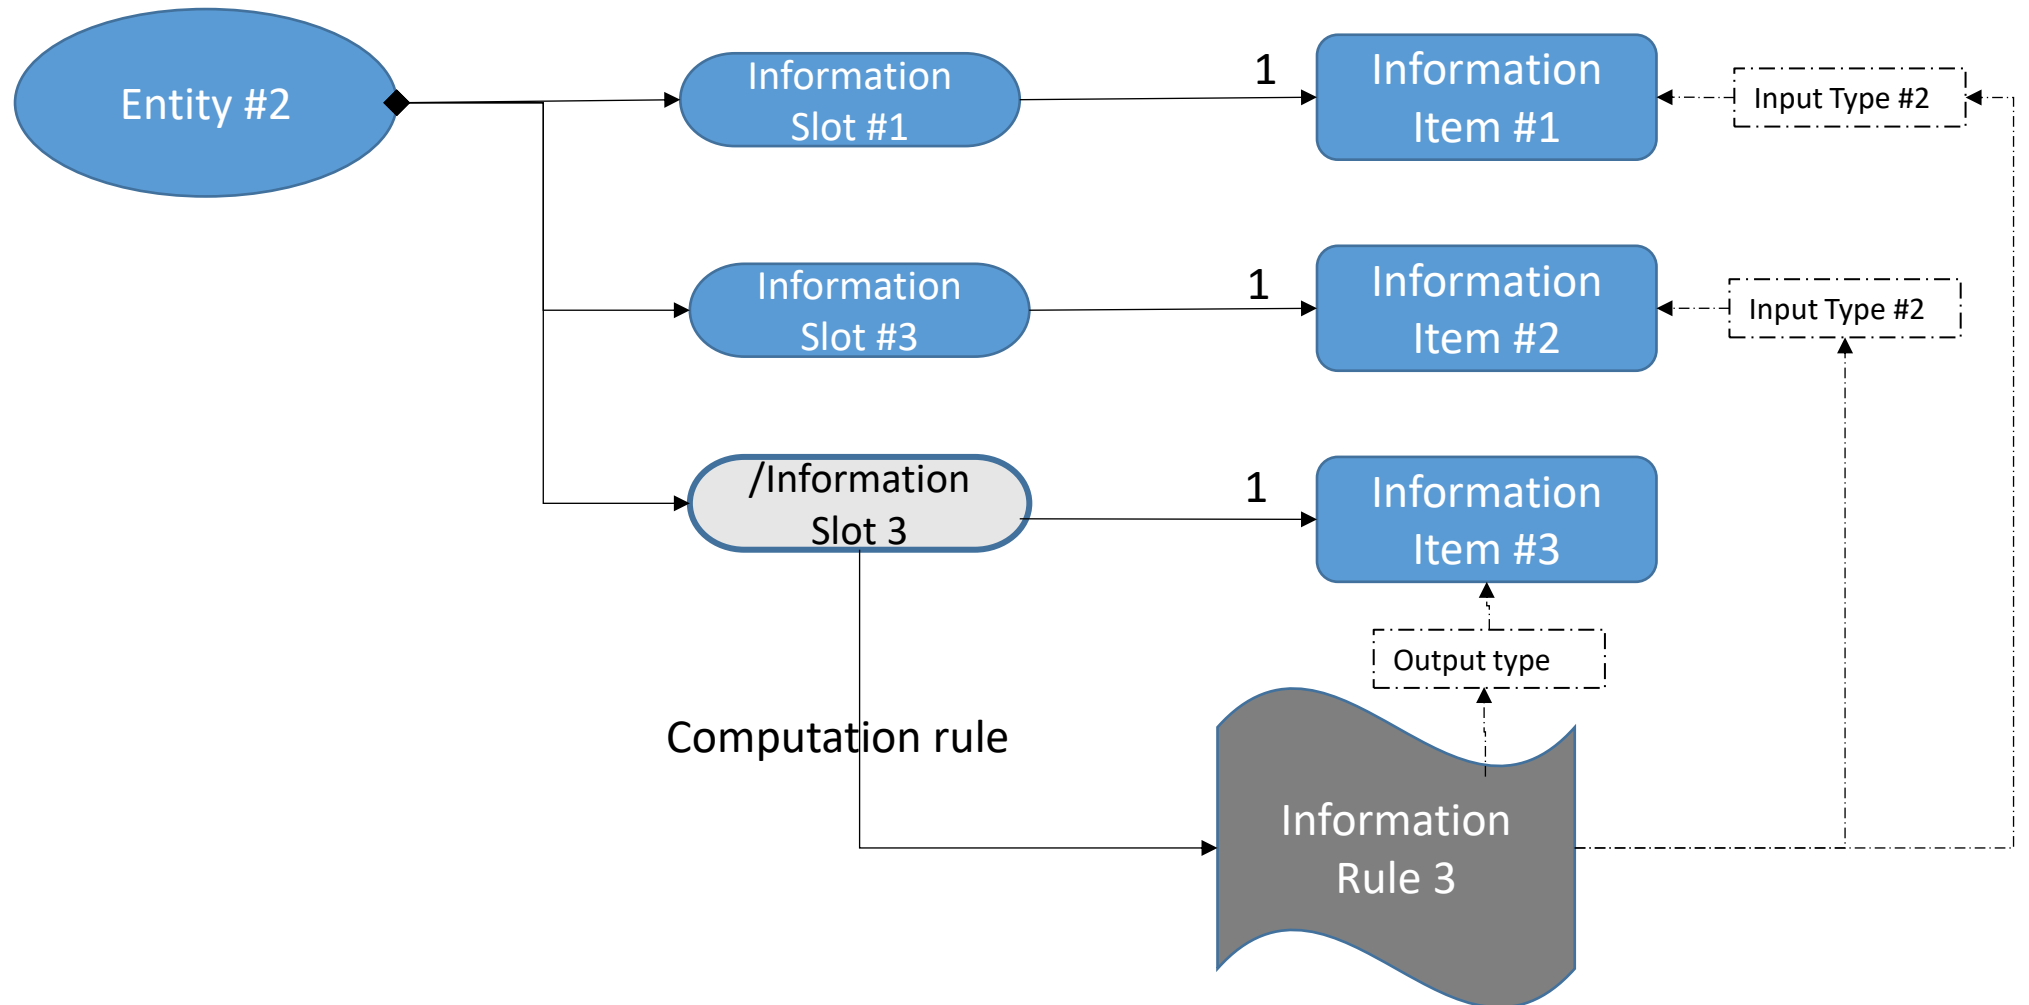 Entity #2
Information
Slot #1
1
Information
Item #1
Input Type #2
Information
Slot #3
1
Information
Item #2
Input Type #2
/Information
Slot 3
1
Information
Item #3
Output type
Computation rule
Information
Rule 3